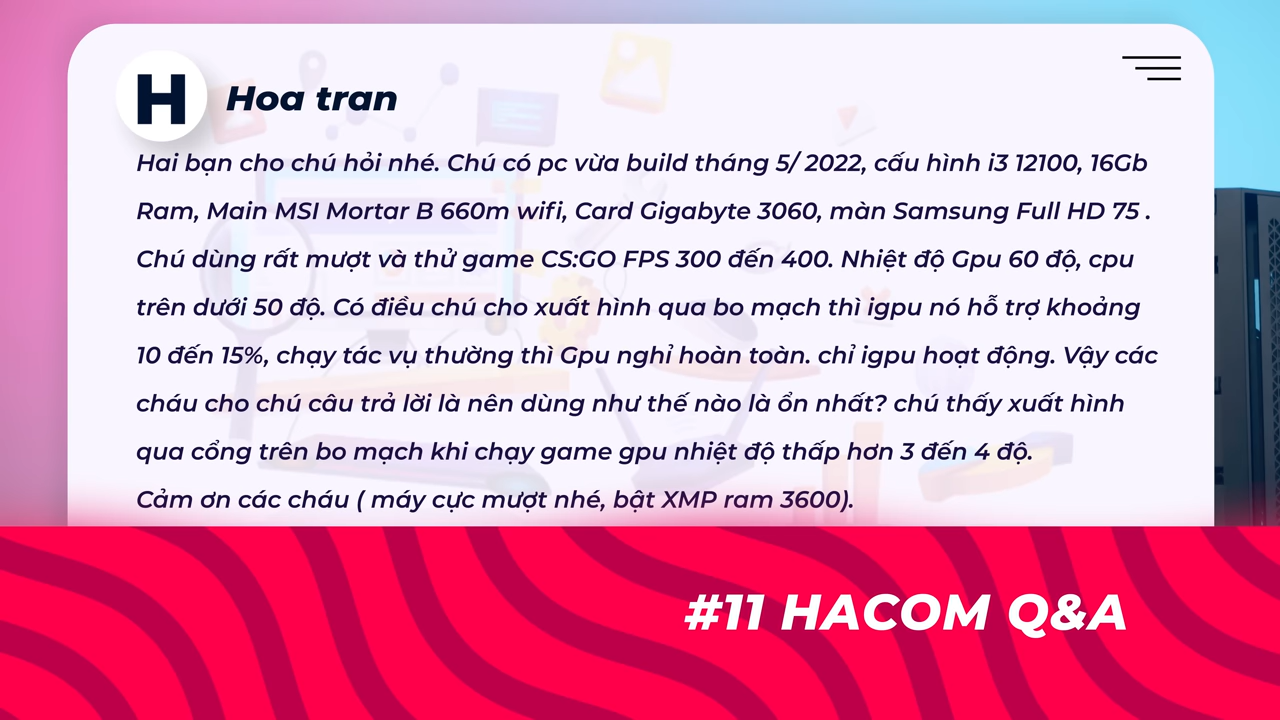 H
Hoa tran
Hai bạn cho chú hỏi nhé. Chú có pc vừa build tháng 5/ 2022, cấu hình i3 12100, 16Gb
Ram, Main MSI Mortar B 660m wifi, Card Gigabyte 3060, màn Samsung Full HD 75 .
Chú dùng rất mượt và thử game CS:GO FPS 300 đến 400. Nhiệt độ Gpu 60 độ, cpu
trên dưới 50 độ. Có điều chú cho xuất hình qua bo mạch thì igpu nó hỗ trợ khoảng
10 đến 15%, chạy tác vụ thường thì Gpu nghỉ hoàn toàn. chỉ igpu hoạt động. Vậy các
cháu cho chú câu trả lời là nên dùng như thế nào là ổn nhất? chú thấy xuất hình
qua cổng trên bo mạch khi chạy game gpu nhiệt độ thấp hơn 3 đến 4 độ.
Cảm ơn các cháu ( máy cực mượt nhé, bật XMP ram 3600).
#11 HACOM Q&A